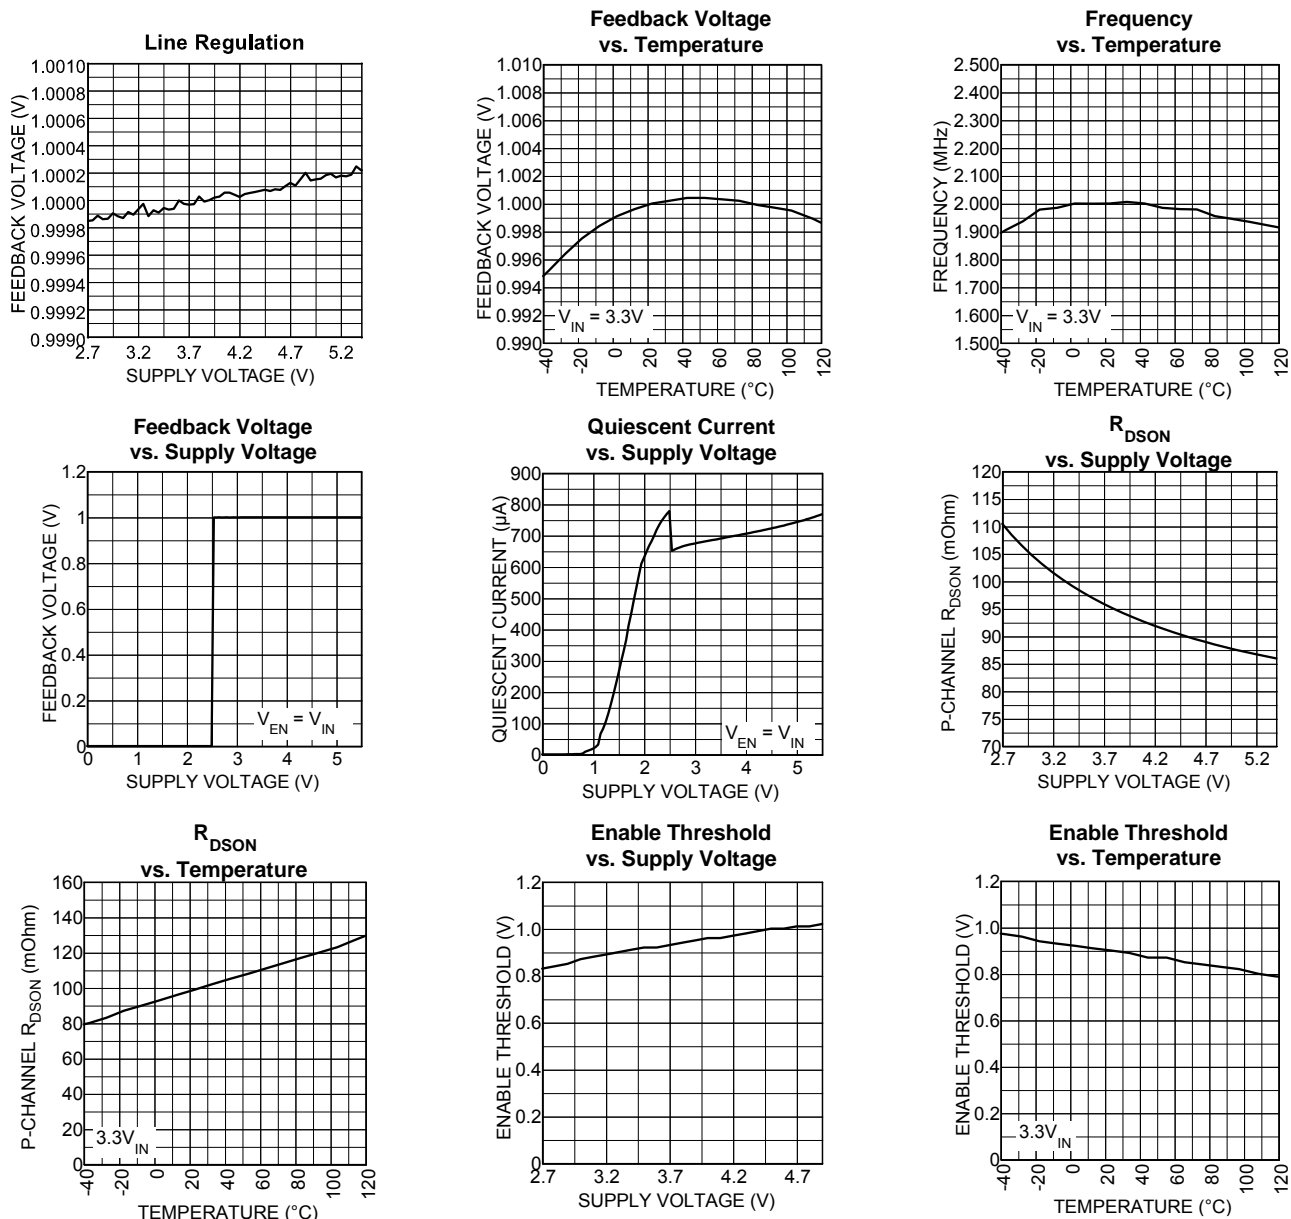 Line Regulation
FEEDBACK VOLTAGE (V)
1.0010
1.0008
1.0006
1.0004
1.0002
1.0000
0.9998
0.9996
0.9994
0.9992
0.9990
2.7 3.2 3.7 4.2 4.7 5.2
SUPPLY VOLTAGE (V)
Feedback Voltage
vs. Temperature
FEEDBACK VOLTAGE (V)
1.010
1.008
1.006
1.004
1.002
1.000
0.998
0.996
0.994
0.992
0.990
V_IN = 3.3V
-40 -20 0 20 40 60 80 100 120
TEMPERATURE (°C)
Frequency
vs. Temperature
FREQUENCY (MHz)
2.500
2.400
2.300
2.200
2.100
2.000
1.900
1.800
1.700
1.600
1.500
V_IN = 3.3V
-40 -20 0 20 40 60 80 100 120
TEMPERATURE (°C)
Feedback Voltage
vs. Supply Voltage
FEEDBACK VOLTAGE (V)
1.2
1
0.8
0.6
0.4
0.2
0
V_EN = V_IN
0 1 2 3 4 5
SUPPLY VOLTAGE (V)
Quiescent Current
vs. Supply Voltage
QUIESCENT CURRENT (µA)
900
800
700
600
500
400
300
200
100
0
V_EN = V_IN
0 1 2 3 4 5
SUPPLY VOLTAGE (V)
R_DSON
vs. Supply Voltage
P-CHANNEL R_DSON (mOhm)
120
115
110
105
100
95
90
85
80
75
70
2.7 3.2 3.7 4.2 4.7 5.2
SUPPLY VOLTAGE (V)
R_DSON
vs. Temperature
P-CHANNEL R_DSON (mOhm)
160
140
120
100
80
60
40
20
0
3.3V_IN
-40 -20 0 20 40 60 80 100 120
TEMPERATURE (°C)
Enable Threshold
vs. Supply Voltage
ENABLE THRESHOLD (V)
1.2
1.0
0.8
0.6
0.4
0.2
0
2.7 3.2 3.7 4.2 4.7
SUPPLY VOLTAGE (V)
Enable Threshold
vs. Temperature
ENABLE THRESHOLD (V)
1.2
1.0
0.8
0.6
0.4
0.2
0
3.3V_IN
-40 -20 0 20 40 60 80 100 120
TEMPERATURE (°C)